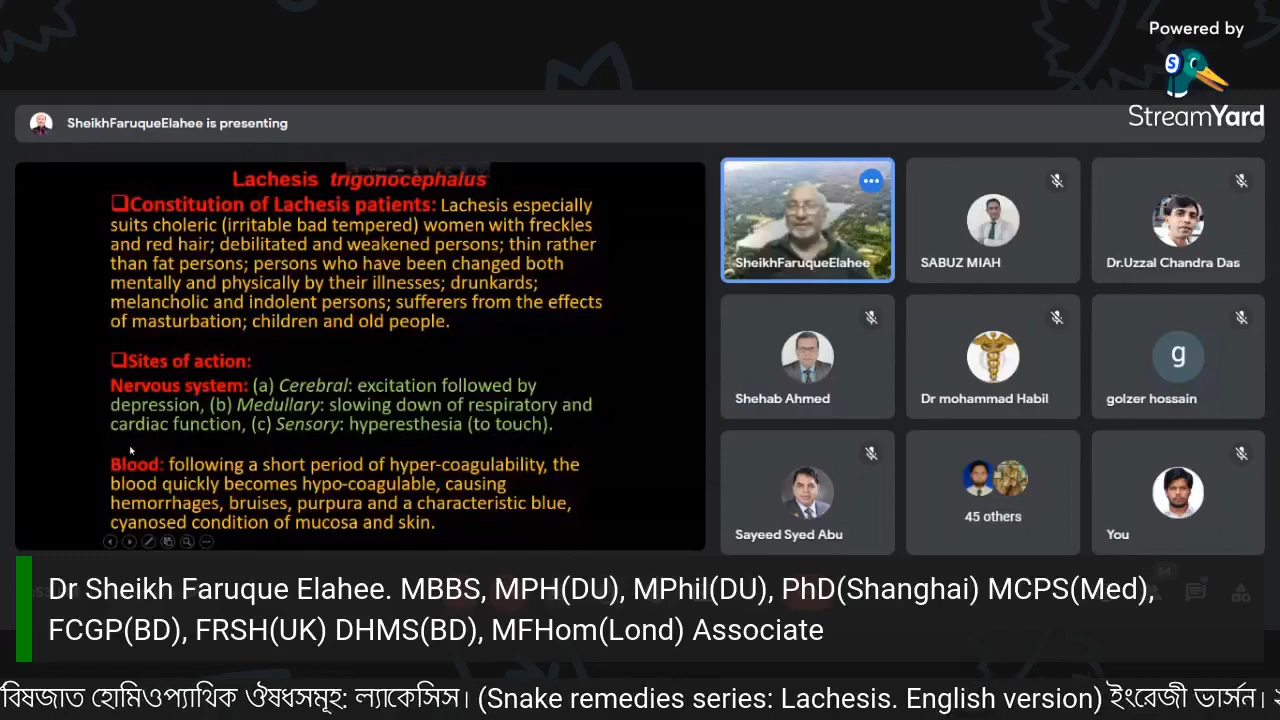 Powered by
S
StreamYard
SheikhFaruqueElahee is presenting
Lachesis trigonocephalus
❑Constitution of Lachesis patients: Lachesis especially
suits choleric (irritable bad tempered) women with freckles
and red hair; debilitated and weakened persons; thin rather
than fat persons; persons who have been changed both
mentally and physically by their illnesses; drunkards;
melancholic and indolent persons; sufferers from the effects
of masturbation; children and old people.
❑Sites of action:
Nervous system: (a) Cerebral: excitation followed by
depression, (b) Medullary: slowing down of respiratory and
cardiac function, (c) Sensory: hyperesthesia (to touch).
Blood: following a short period of hyper-coagulability, the
blood quickly becomes hypo-coagulable, causing
hemorrhages, bruises, purpura and a characteristic blue,
cyanosed condition of mucosa and skin.
SheikhFaruqueElahee
SABUZ MIAH
Dr.Uzzal Chandra Das
Shehab Ahmed
Dr mohammad Habil
g
golzer hossain
Sayeed Syed Abu
45 others
You
54
Dr Sheikh Faruque Elahee. MBBS, MPH(DU), MPhil(DU), PhD(Shanghai) MCPS(Med),
FCGP(BD), FRSH(UK) DHMS(BD), MFHom(Lond) Associate
বিষজাত হোমিওপ্যাথিক ঔষধসমূহ: ল্যাকেসিস। (Snake remedies series: Lachesis. English version) ইংরেজী ভার্সন।